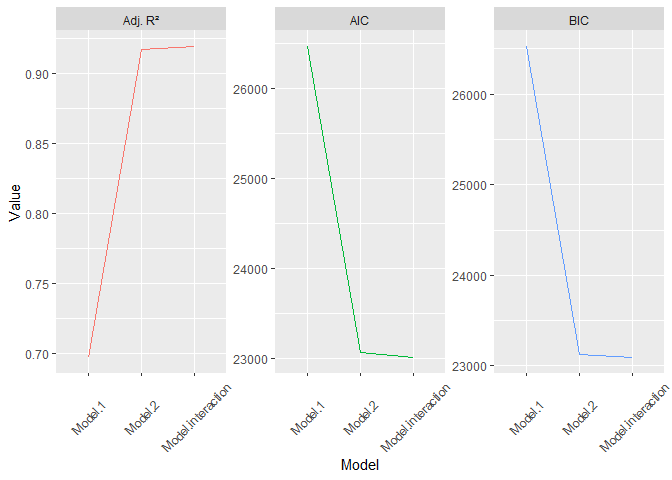 Adj. R²
AIC
BIC
Value
0.90
0.85
0.80
0.75
0.70
26000
25000
24000
23000
26000
25000
24000
23000
Model.1
Model.2
Model.interaction
Model.1
Model.2
Model.interaction
Model.1
Model.2
Model.interaction
Model